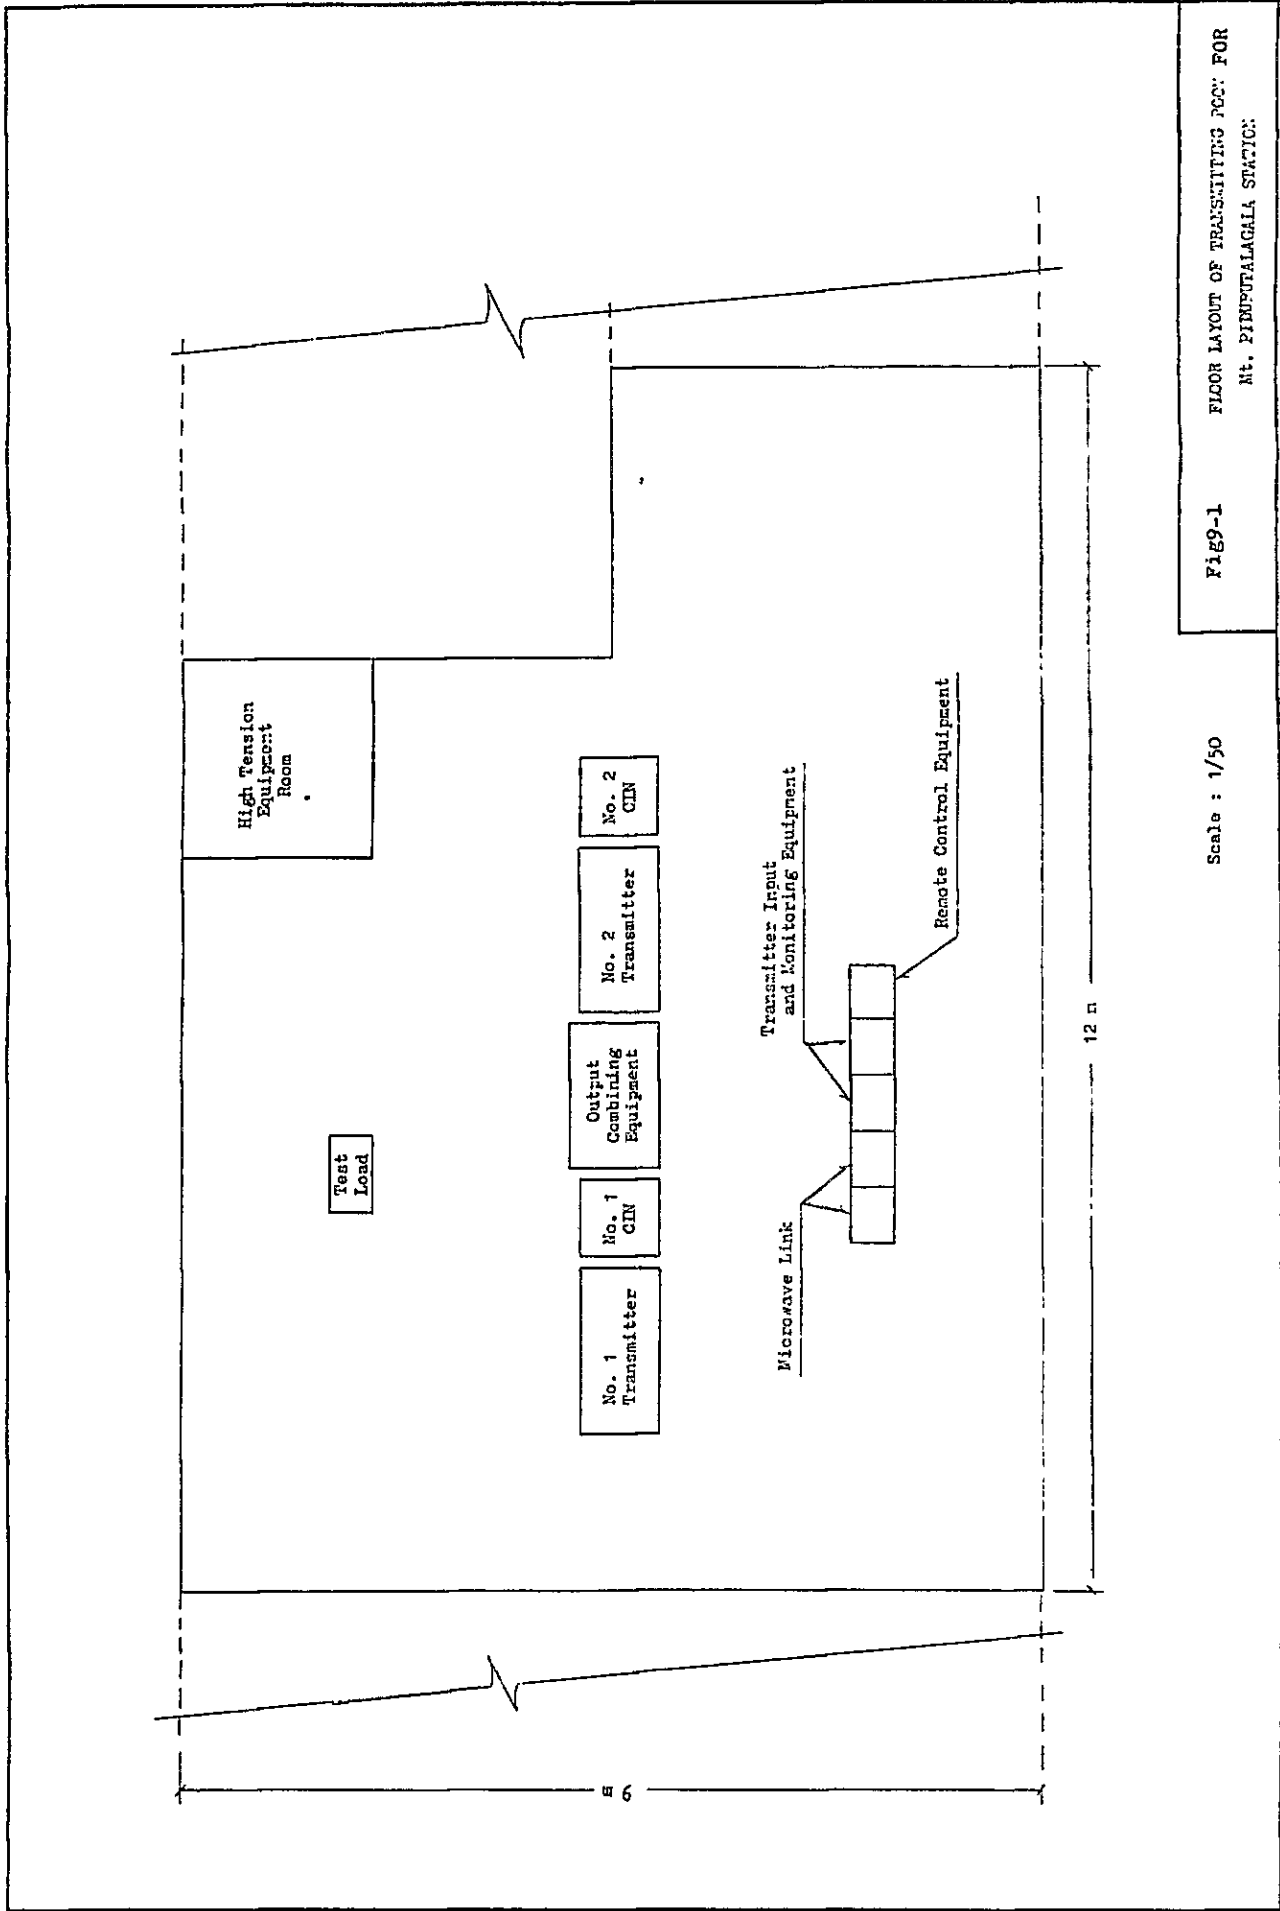 High Tension
Equipment
Room
Test
Load
No. 1
Transmitter
No. 1
CIN
Output
Combining
Equipment
No. 2
Transmitter
No. 2
CIN
Microwave Link
Transmitter Input
and Monitoring Equipment
Remote Control Equipment
9 m
12 m
Scale : 1/50
Fig9-1 FLOOR LAYOUT OF TRANSMITTING ROOM FOR
Mt. PIDURUTALAGALA STATION